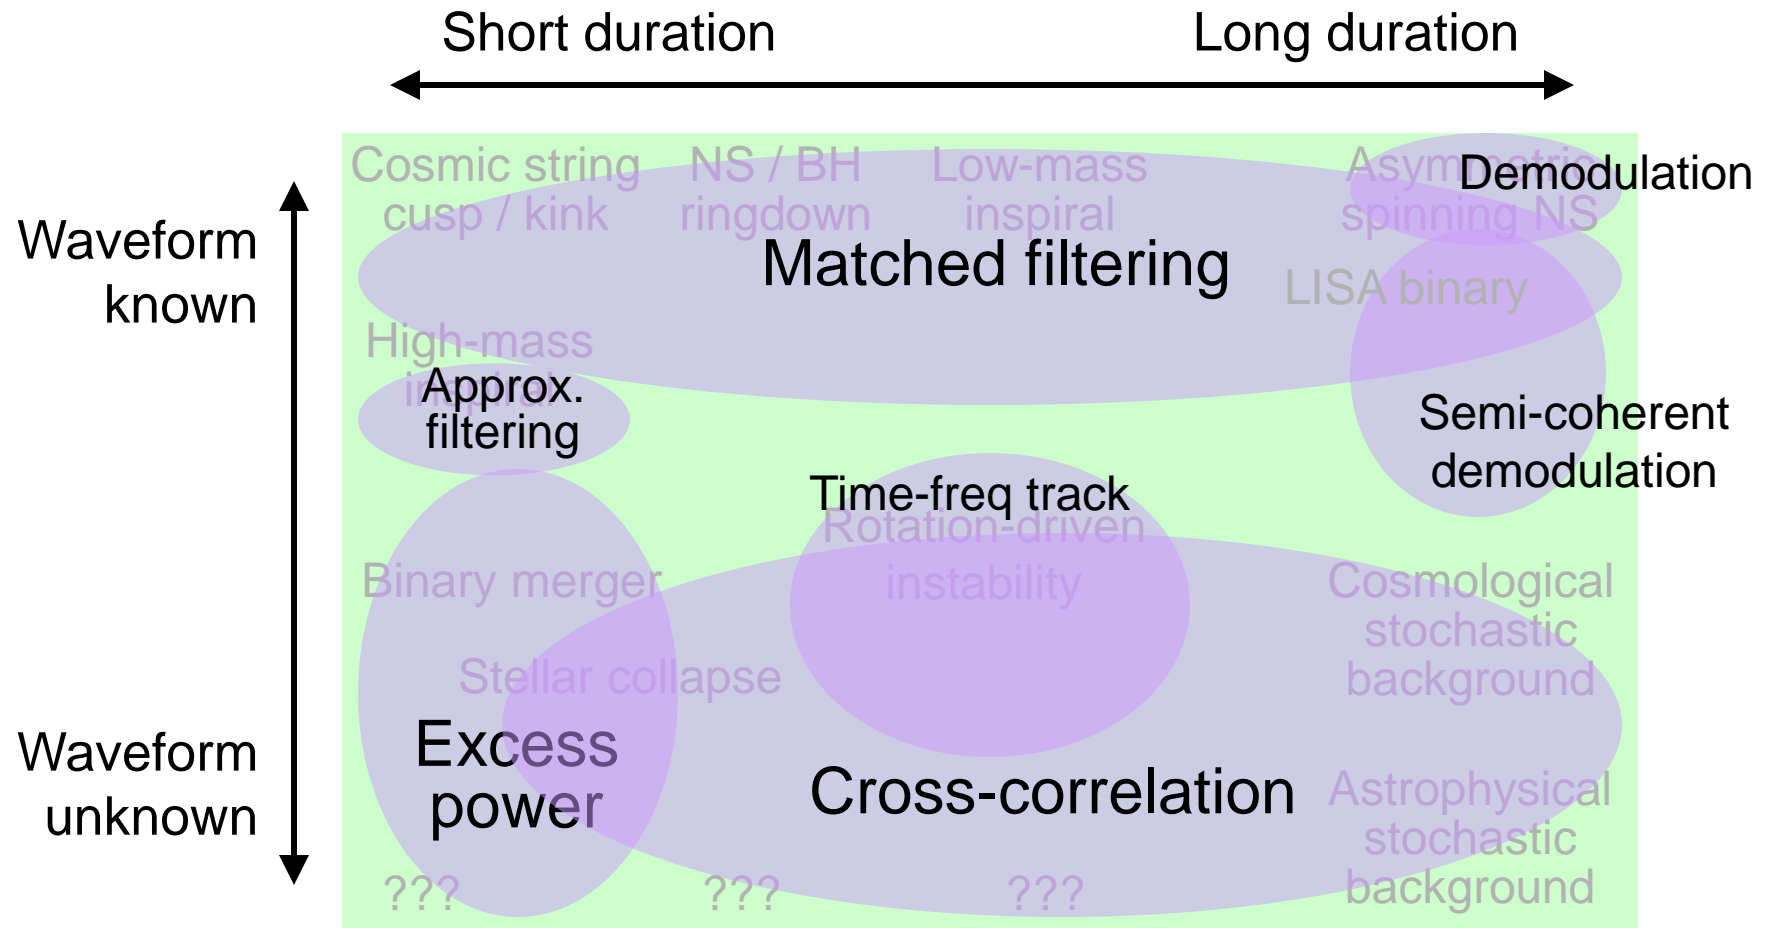 Short duration
Long duration
Waveform
known
Waveform
unknown
Cosmic string
cusp / kink
NS / BH
ringdown
Low-mass
inspiral
Asymmetric
spinning NS
Demodulation
Matched filtering
LISA binary
High-mass
inspiral
Approx.
filtering
Semi-coherent
demodulation
Time-freq track
Rotation-driven
instability
Binary merger
Cosmological
stochastic
background
Stellar collapse
Excess
power
Cross-correlation
Astrophysical
stochastic
background
???
???
???